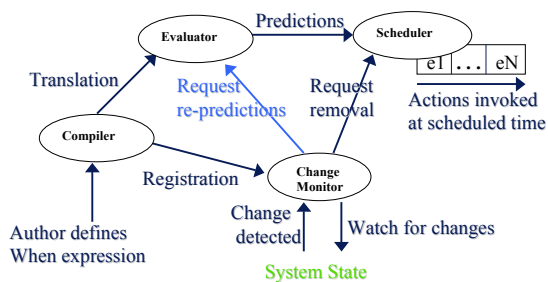 Predictions
Scheduler
Evaluator
e1 ... eN
Translation
Request
re-predictions
Request
removal
Actions invoked
at scheduled time
Compiler
Registration
Change
Monitor
Author defines
When expression
Change
detected
Watch for changes
System State